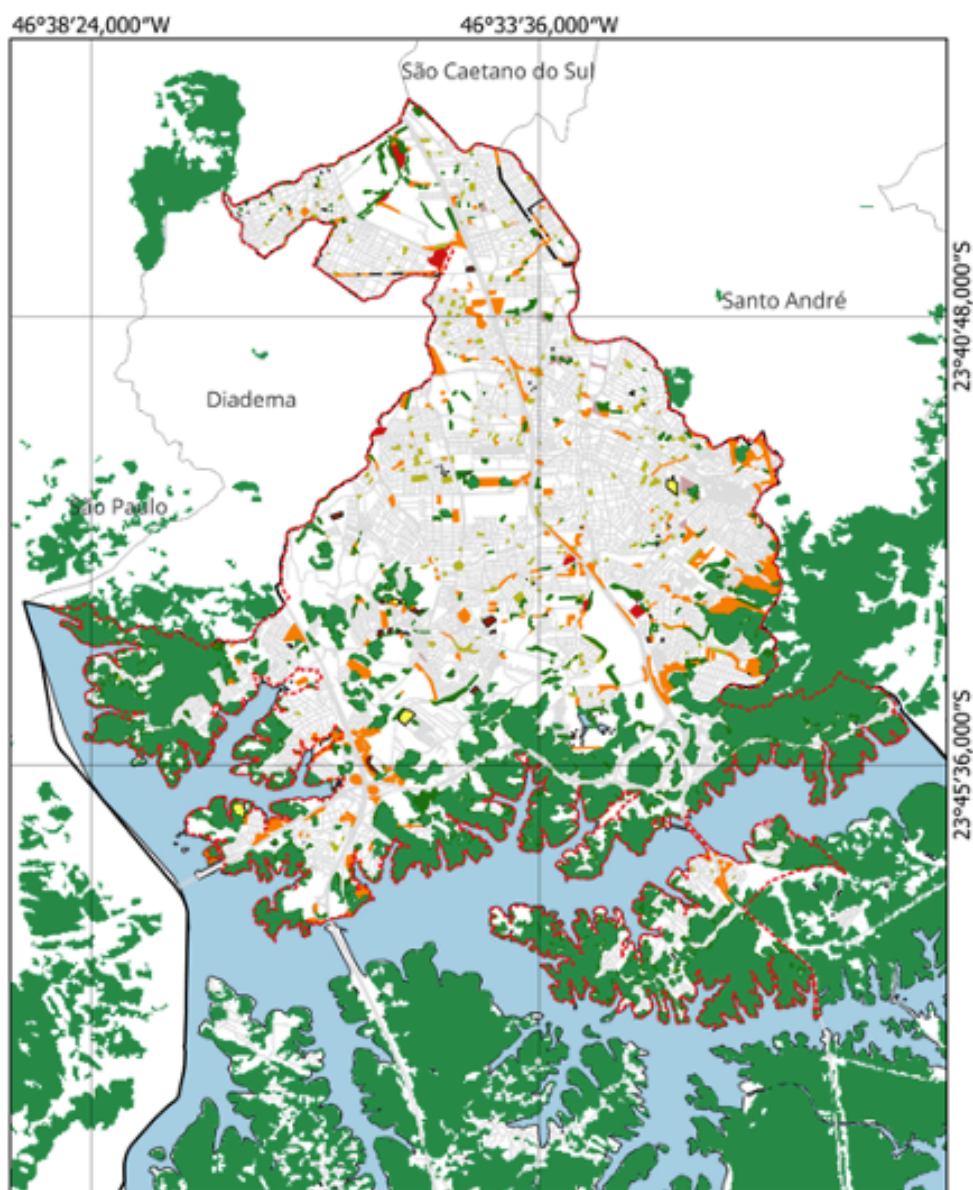 46°38′24,000″W
46°33′36,000″W
São Caetano do Sul
Santo André
23°40′48,000″S
Diadema
São Paulo
23°45′36,000″S